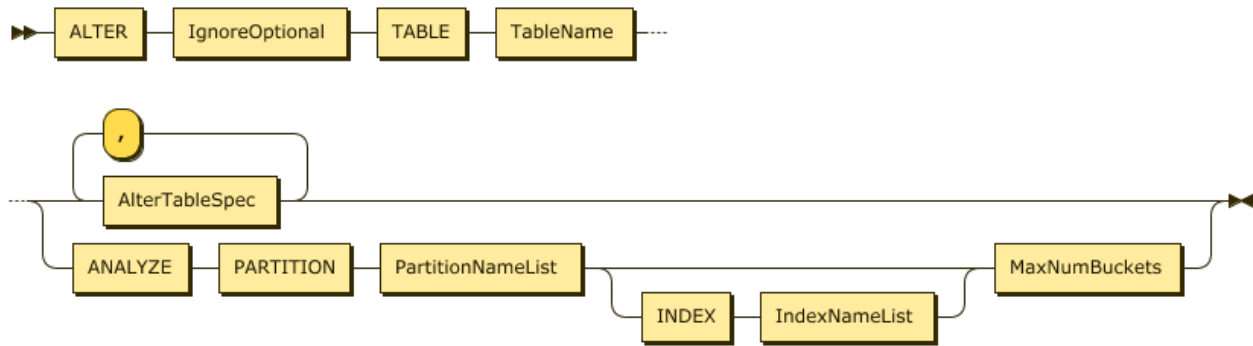 ALTER IgnoreOptional TABLE TableName
,
AlterTableSpec
ANALYZE PARTITION PartitionNameList MaxNumBuckets
INDEX IndexNameList